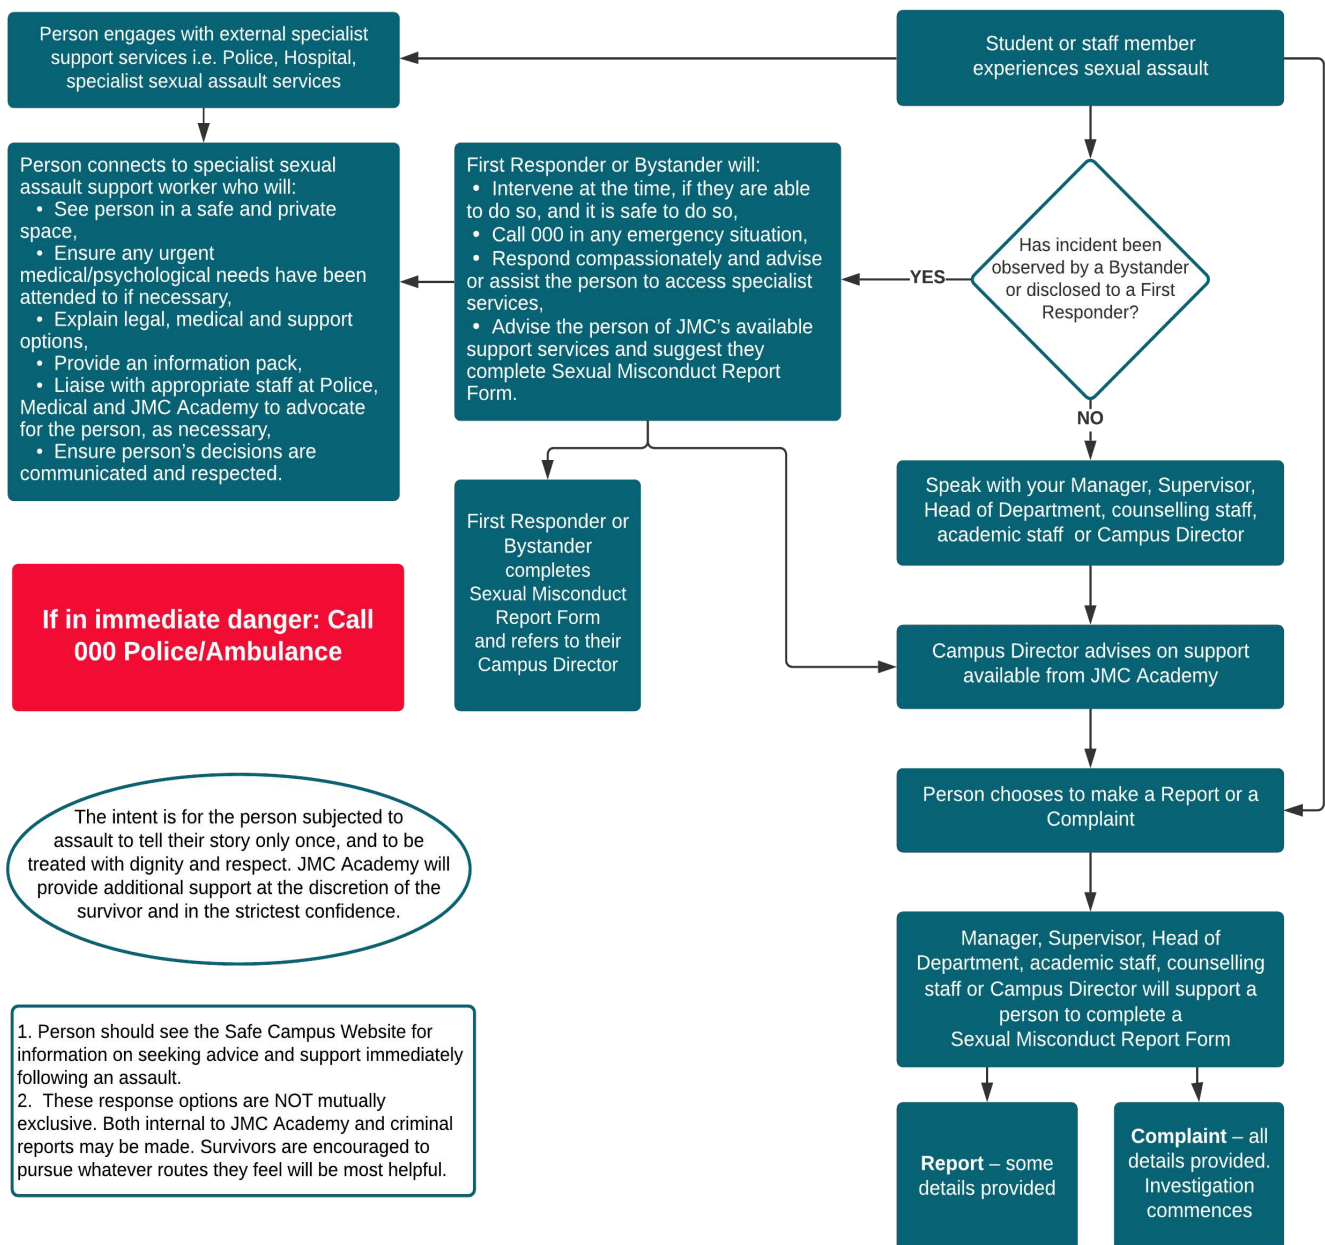 Person engages with external specialist
support services i.e. Police, Hospital,
specialist sexual assault services
Student or staff member
experiences sexual assault
Person connects to specialist sexual
assault support worker who will:
• See person in a safe and private
space,
• Ensure any urgent
medical/psychological needs have been
attended to if necessary,
• Explain legal, medical and support
options,
• Provide an information pack,
• Liaise with appropriate staff at Police,
Medical and JMC Academy to advocate
for the person, as necessary,
• Ensure person’s decisions are
communicated and respected.
First Responder or Bystander will:
• Intervene at the time, if they are able
to do so, and it is safe to do so,
• Call 000 in any emergency situation,
• Respond compassionately and advise
or assist the person to access specialist
services,
• Advise the person of JMC’s available
support services and suggest they
complete Sexual Misconduct Report
Form.
YES
Has incident been
observed by a Bystander
or disclosed to a First
Responder?
NO
Speak with your Manager, Supervisor,
Head of Department, counselling staff,
academic staff or Campus Director
First Responder or
Bystander
completes
Sexual Misconduct
Report Form
and refers to their
Campus Director
If in immediate danger: Call
000 Police/Ambulance
Campus Director advises on support
available from JMC Academy
Person chooses to make a Report or a
Complaint
The intent is for the person subjected to
assault to tell their story only once, and to be
treated with dignity and respect. JMC Academy will
provide additional support at the discretion of the
survivor and in the strictest confidence.
Manager, Supervisor, Head of
Department, academic staff, counselling
staff or Campus Director will support a
person to complete a
Sexual Misconduct Report Form
1. Person should see the Safe Campus Website for
information on seeking advice and support immediately
following an assault.
2. These response options are NOT mutually
exclusive. Both internal to JMC Academy and criminal
reports may be made. Survivors are encouraged to
pursue whatever routes they feel will be most helpful.
Report – some
details provided
Complaint – all
details provided.
Investigation
commences